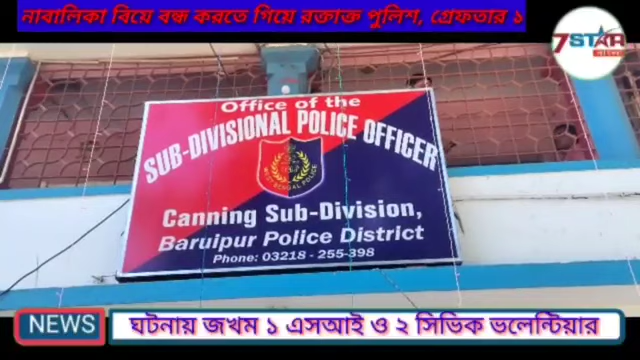 নাবালিকা বিয়ে বন্ধ করতে গিয়ে রক্তাক্ত পুলিশ, গ্রেফতার ১
7STAR
Office of the
SUB-DIVISIONAL POLICE OFFICER
WEST BENGAL POLICE
Canning Sub-Division,
Baruipur Police District
Phone: 03218 - 255-398
NEWS
ঘটনায় জখম ১ এসআই ও ২ সিভিক ভলেন্টিয়ার